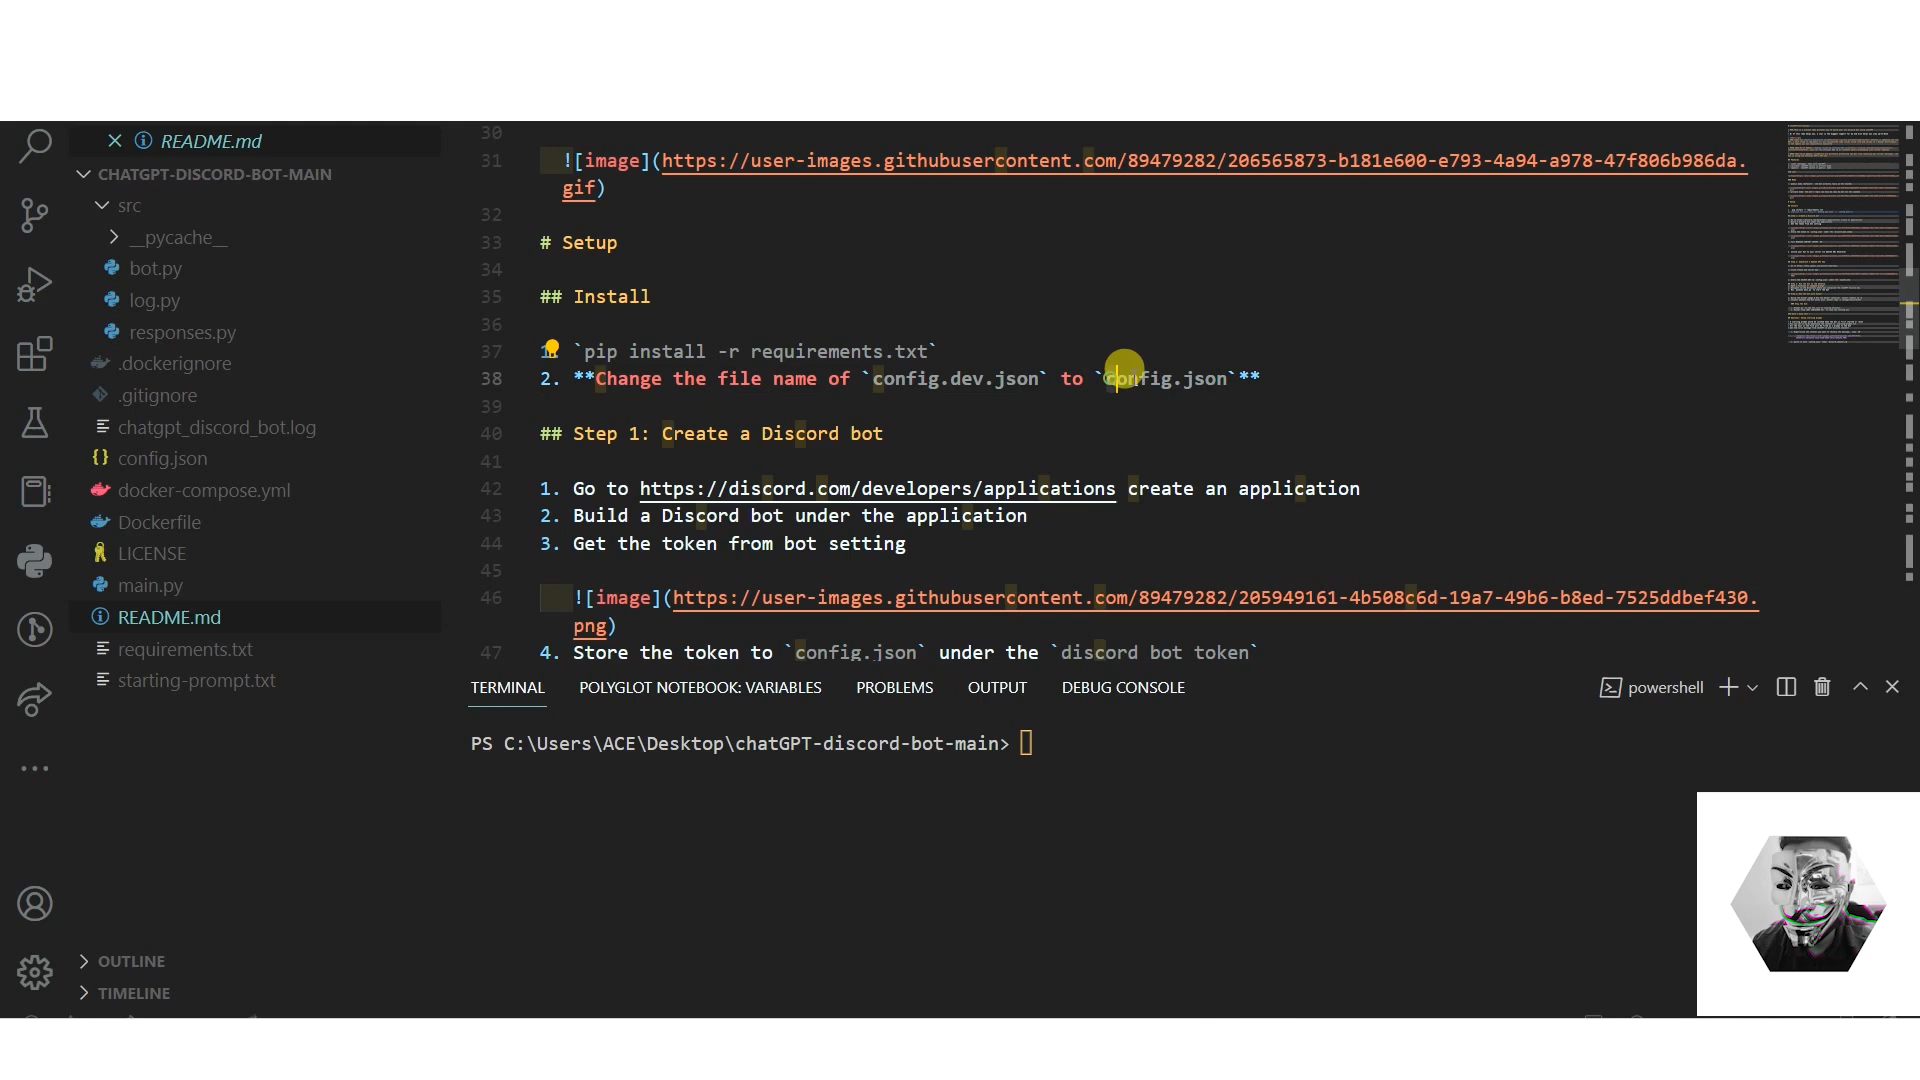 README.md
CHATGPT-DISCORD-BOT-MAIN
src
__pycache__
bot.py
log.py
responses.py
.dockerignore
.gitignore
chatgpt_discord_bot.log
config.json
docker-compose.yml
Dockerfile
LICENSE
main.py
README.md
requirements.txt
starting-prompt.txt
OUTLINE
TIMELINE
30
31 ![image](https://user-images.githubusercontent.com/89479282/206565873-b181e600-e793-4a94-a978-47f806b986da.
gif)
32
33 # Setup
34
35 ## Install
36
37 1. `pip install -r requirements.txt`
38 2. **Change the file name of `config.dev.json` to `config.json`**
39
40 ## Step 1: Create a Discord bot
41
42 1. Go to https://discord.com/developers/applications create an application
43 2. Build a Discord bot under the application
44 3. Get the token from bot setting
45
46 ![image](https://user-images.githubusercontent.com/89479282/205949161-4b508c6d-19a7-49b6-b8ed-7525ddbef430.
png)
47 4. Store the token to `config.json` under the `discord bot token`
TERMINAL POLYGLOT NOTEBOOK: VARIABLES PROBLEMS OUTPUT DEBUG CONSOLE powershell
PS C:\Users\ACE\Desktop\chatGPT-discord-bot-main>